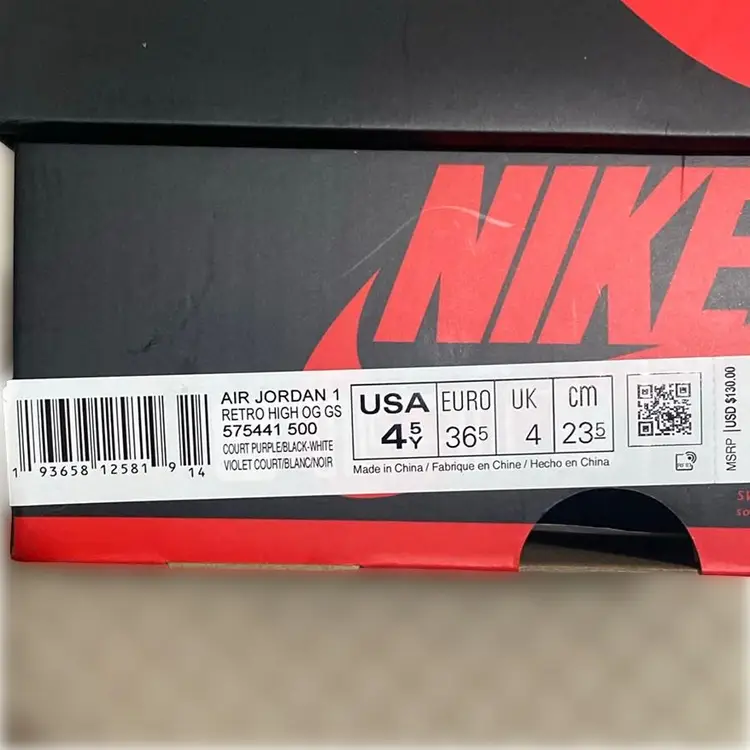 NIKE
AIR JORDAN 1
RETRO HIGH OG GS
575441 500
COURT PURPLE/BLACK-WHITE
VIOLET COURT/BLANC/NOIR
1 93658 12581 9 14
USA
4 5Y
EURO
36 5
UK
4
cm
23 5
Made in China / Fabrique en Chine / Hecho en China
MSRP USD $130.00